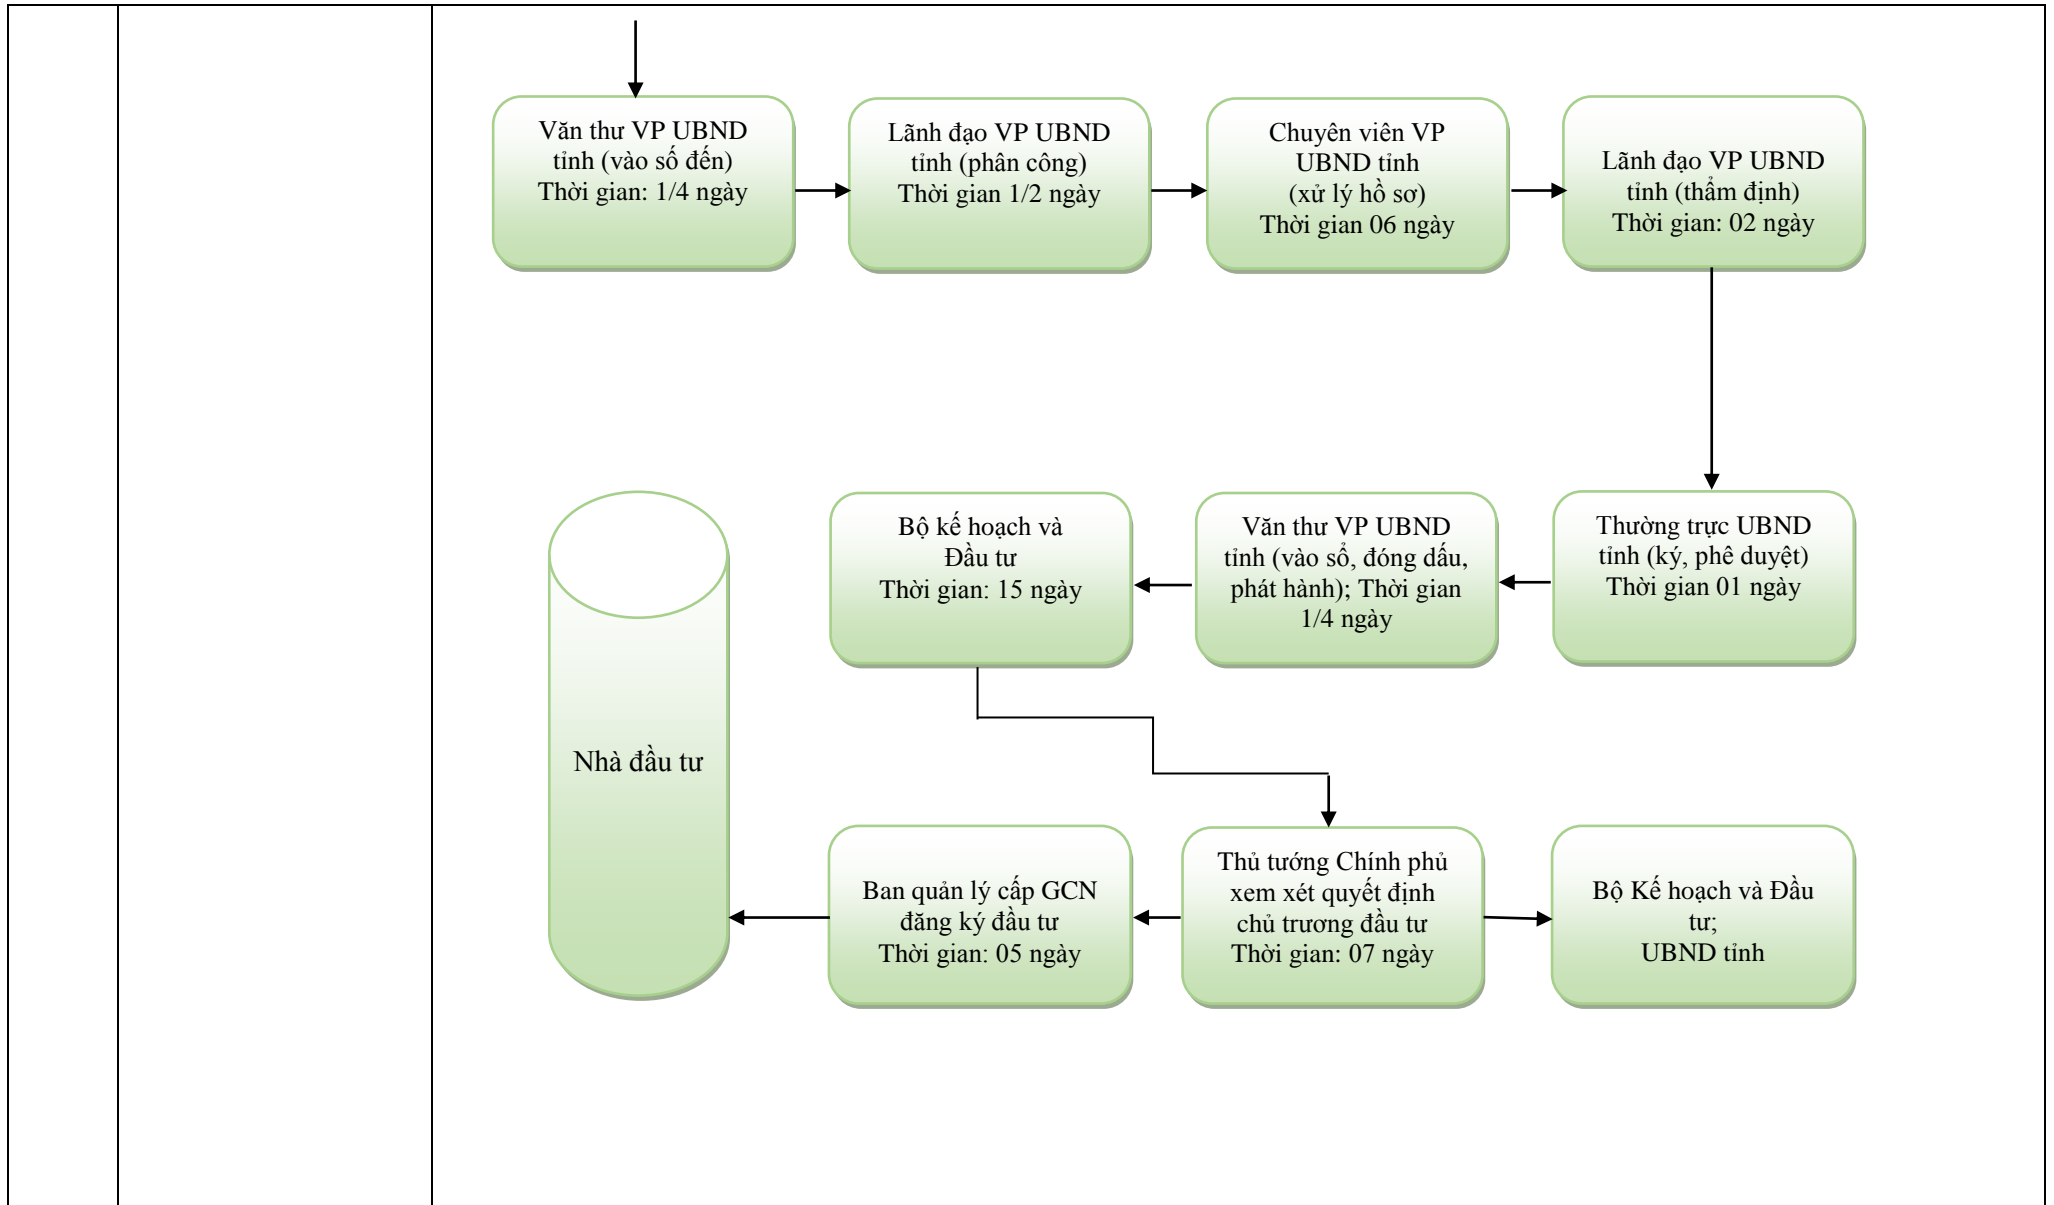 Văn thư VP UBND
tỉnh (vào số đến)
Thời gian: 1/4 ngày
Lãnh đạo VP UBND
tỉnh (phân công)
Thời gian 1/2 ngày
Chuyên viên VP
UBND tỉnh
(xử lý hồ sơ)
Thời gian 06 ngày
Lãnh đạo VP UBND
tỉnh (thẩm định)
Thời gian: 02 ngày
Thường trực UBND
tỉnh (ký, phê duyệt)
Thời gian 01 ngày
Văn thư VP UBND
tỉnh (vào sổ, đóng dấu,
phát hành); Thời gian
1/4 ngày
Bộ kế hoạch và
Đầu tư
Thời gian: 15 ngày
Nhà đầu tư
Ban quản lý cấp GCN
đăng ký đầu tư
Thời gian: 05 ngày
Thủ tướng Chính phủ
xem xét quyết định
chủ trương đầu tư
Thời gian: 07 ngày
Bộ Kế hoạch và Đầu
tư;
UBND tỉnh